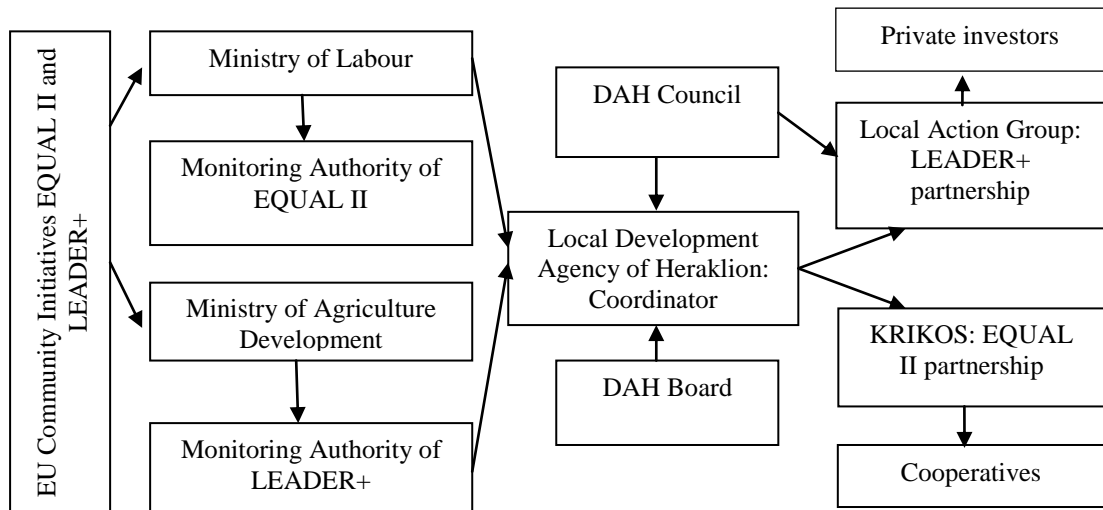 EU Community Initiatives EQUAL II and
LEADER+
Ministry of Labour
Monitoring Authority of
EQUAL II
Ministry of Agriculture
Development
Monitoring Authority of
LEADER+
DAH Council
Local Development
Agency of Heraklion:
Coordinator
DAH Board
Private investors
Local Action Group:
LEADER+
partnership
KRIKOS: EQUAL
II partnership
Cooperatives